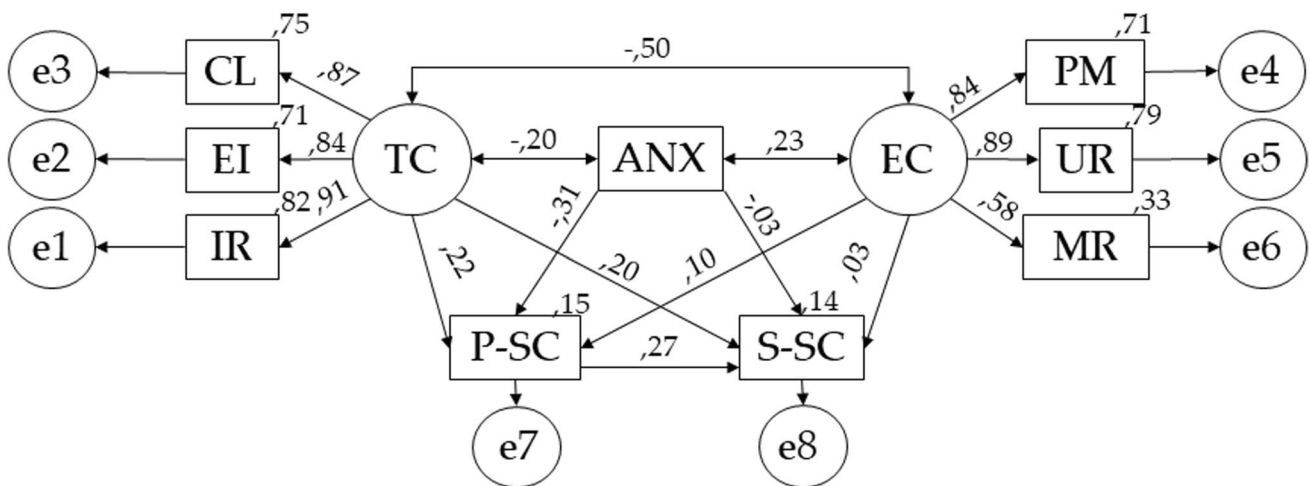 ,75
,71
-,50
e3
CL
,87
,84
PM
e4
,71
,79
e2
EI
,84
TC
-,20
ANX
,23
EC
,89
UR
e5
,82
,91
-,31
-,03
,58
,33
e1
IR
MR
e6
,22
,20
,10
,03
,15
,14
P-SC
,27
S-SC
e7
e8